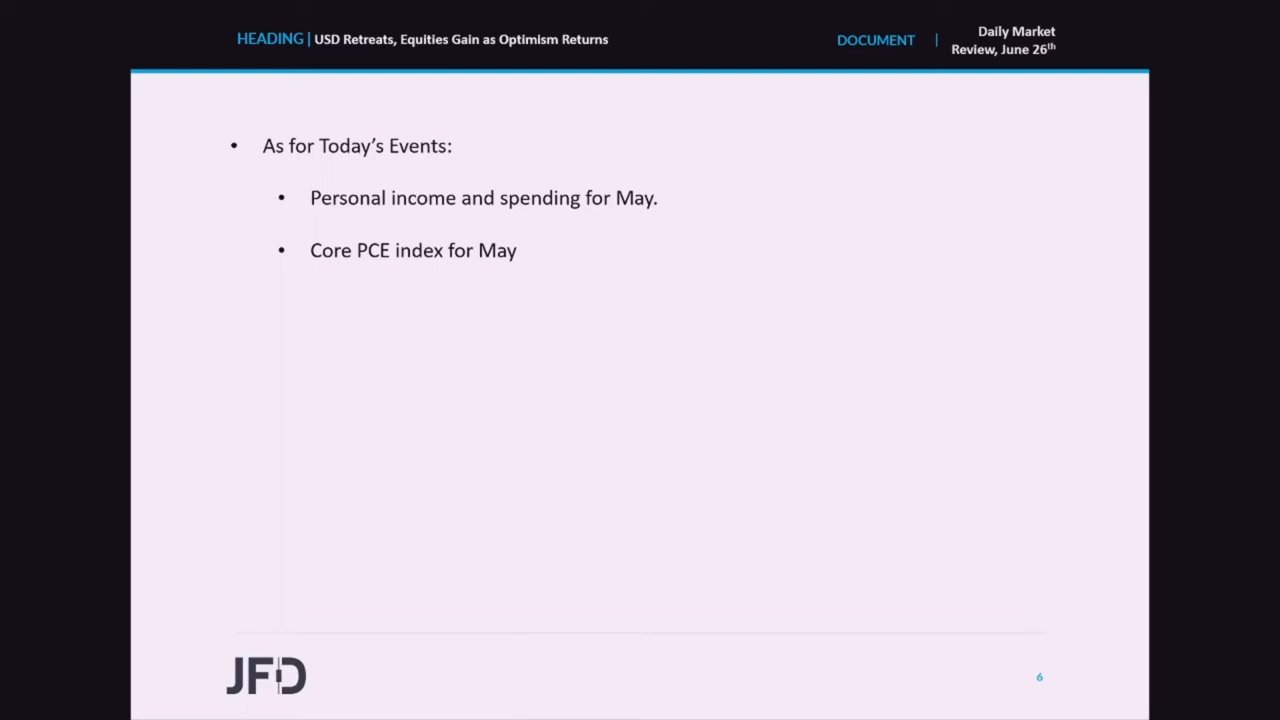 HEADING | USD Retreats, Equities Gain as Optimism Returns
DOCUMENT | Daily Market
Review, June 26th
• As for Today's Events:
• Personal income and spending for May.
• Core PCE index for May
JFD
6